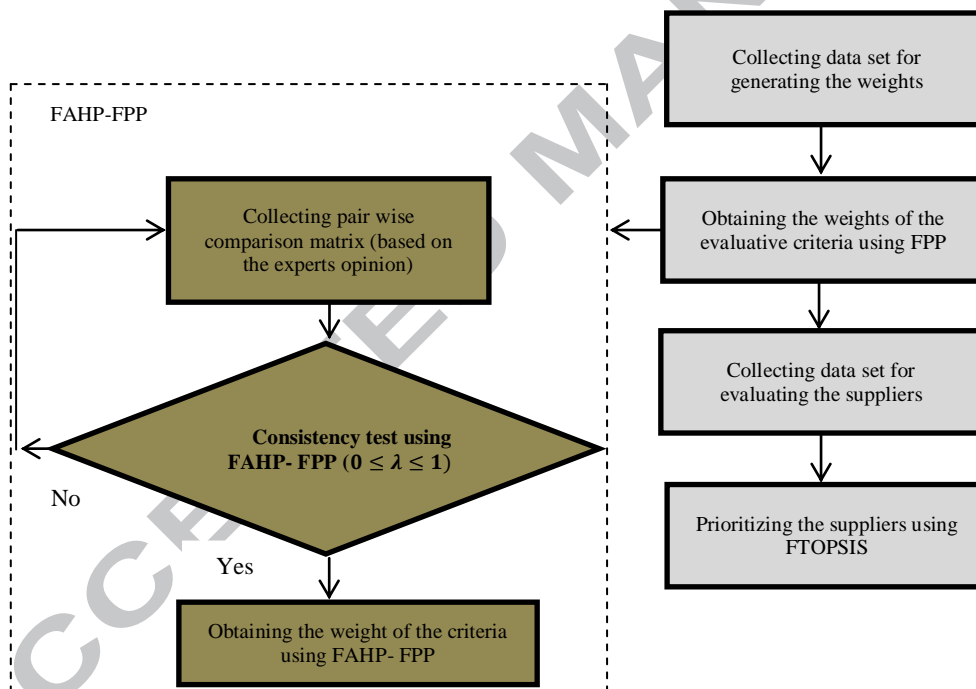 Collecting data set for
generating the weights
FAHP-FPP
Collecting pair wise
comparison matrix (based on
the experts opinion)
Obtaining the weights of the
evaluative criteria using FPP
Collecting data set for
evaluating the suppliers
Consistency test using
FAHP- FPP (0 ≤ λ ≤ 1)
No
Prioritizing the suppliers using
FTOPSIS
Yes
Obtaining the weight of the criteria
using FAHP- FPP